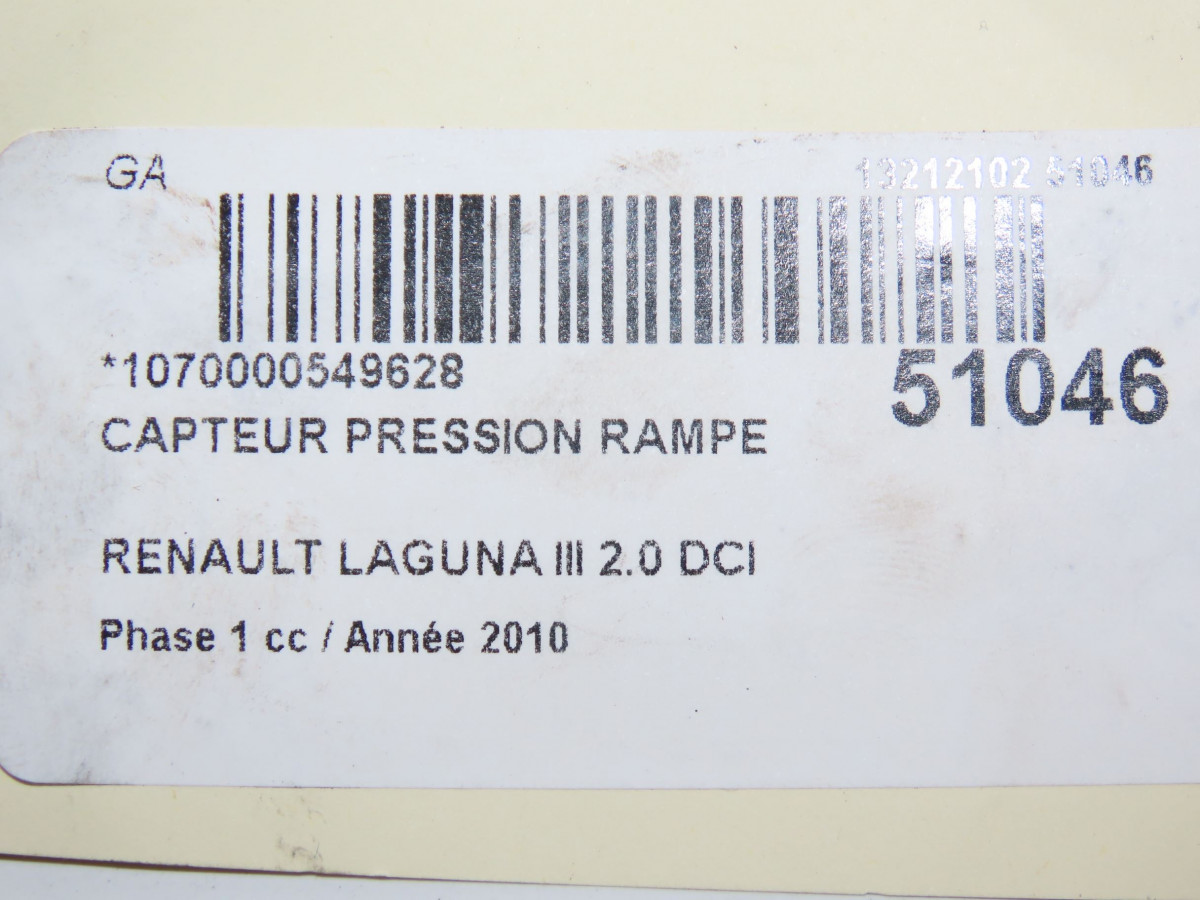 GA 13212102 51046
*1070000549628
51046
CAPTEUR PRESSION RAMPE
RENAULT LAGUNA III 2.0 DCI
Phase 1 cc / Année 2010